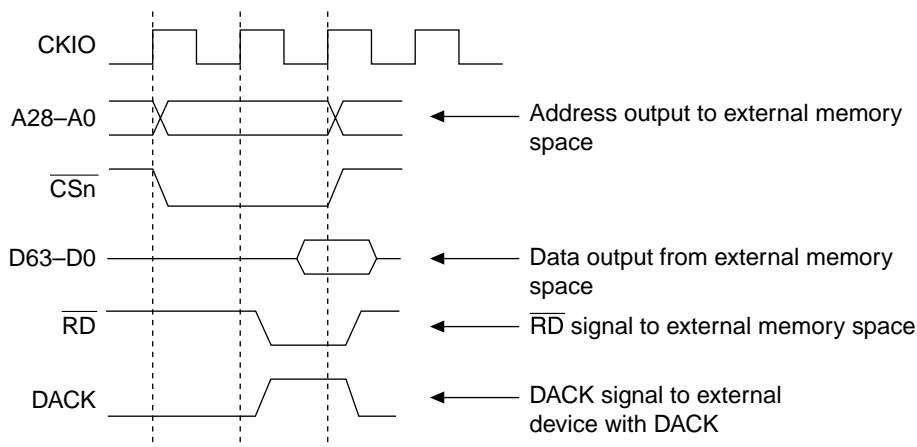 CKIO
A28–A0
Address output to external memory
space
CSn
D63–D0
Data output from external memory
space
RD
RD signal to external memory space
DACK
DACK signal to external
device with DACK